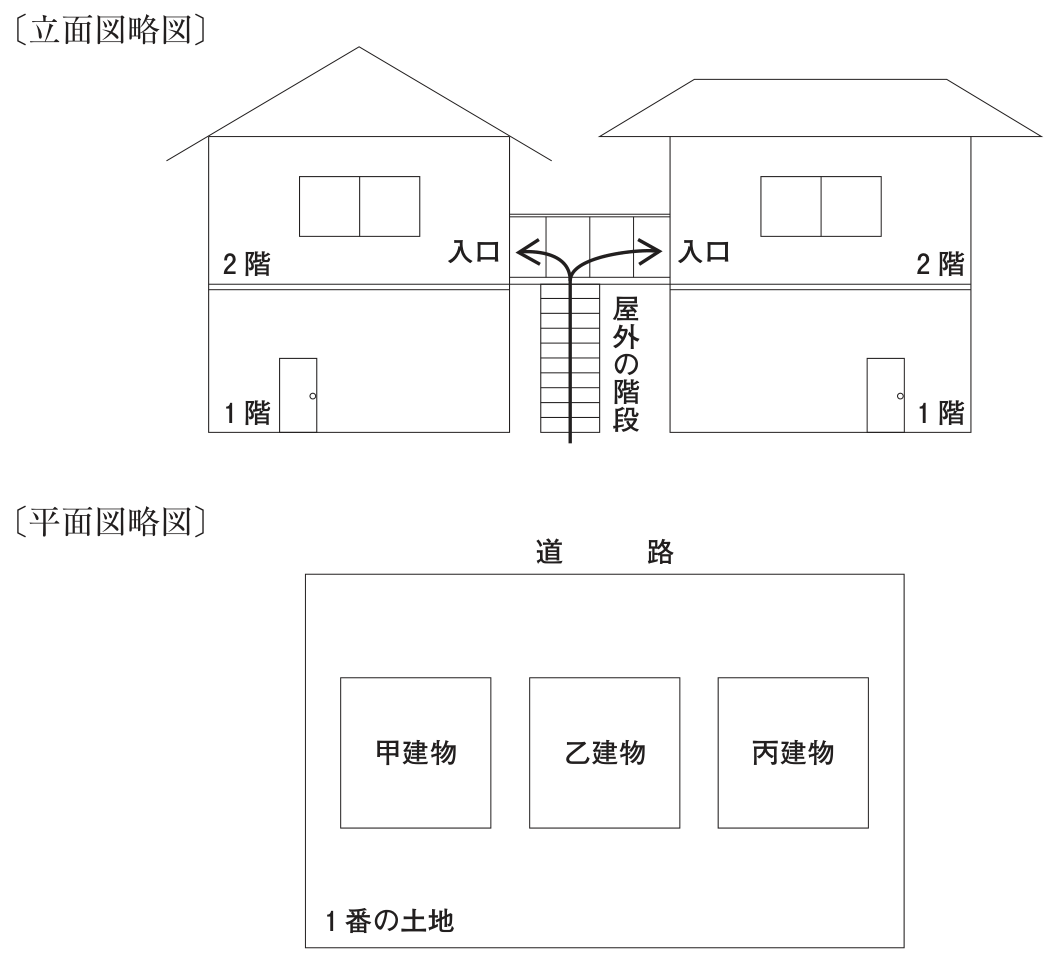 〔立面図略図〕
入口
入口
2階
2階
屋外の階段
1階
1階
〔平面図略図〕
道路
甲建物
乙建物
丙建物
1番の土地